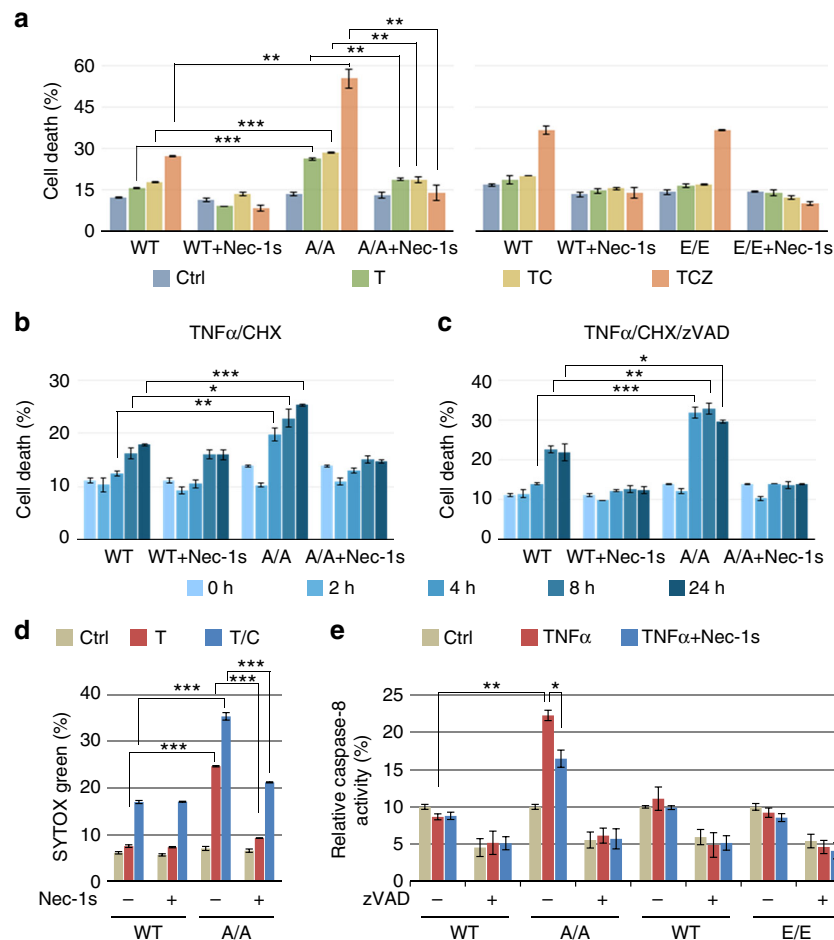 a
Cell death (%)
60
45
30
15
0
** ** ** ** *** ***
WT WT+Nec-1s A/A A/A+Nec-1s WT WT+Nec-1s E/E E/E+Nec-1s
Ctrl T TC TCZ
b
TNFα/CHX
Cell death (%)
30
20
10
0
*** * **
WT WT+Nec-1s A/A A/A+Nec-1s
c
TNFα/CHX/zVAD
Cell death (%)
40
30
20
10
0
* ** ***
WT WT+Nec-1s A/A A/A+Nec-1s
0 h 2 h 4 h 8 h 24 h
d
Ctrl T T/C
SYTOX green (%)
40
30
20
10
0
*** *** *** ***
Nec-1s – + – +
WT A/A
e
Ctrl TNFα TNFα+Nec-1s
Relative caspase-8
activity (%)
25
20
15
10
5
0
** *
zVAD – + – + – + – +
WT A/A WT E/E